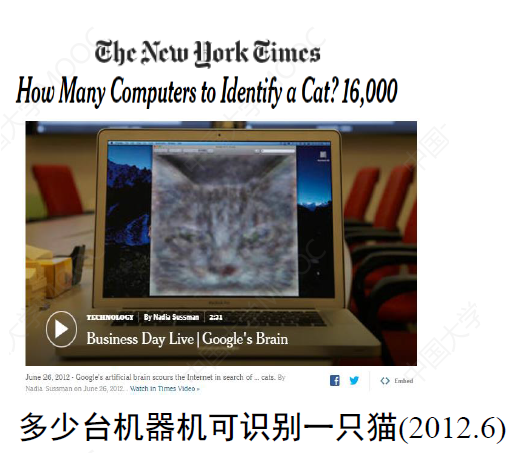 The New York Times
How Many Computers to Identify a Cat? 16,000
TECHNOLOGY | By Nadia Sussman | 2:31
Business Day Live | Google's Brain
June 26, 2012 - Google's artificial brain scours the Internet in search of ... cats. By
Nadia Sussman on June 26, 2012. . Watch in Times Video »
Embed
多少台机器机可识别一只猫(2012.6)